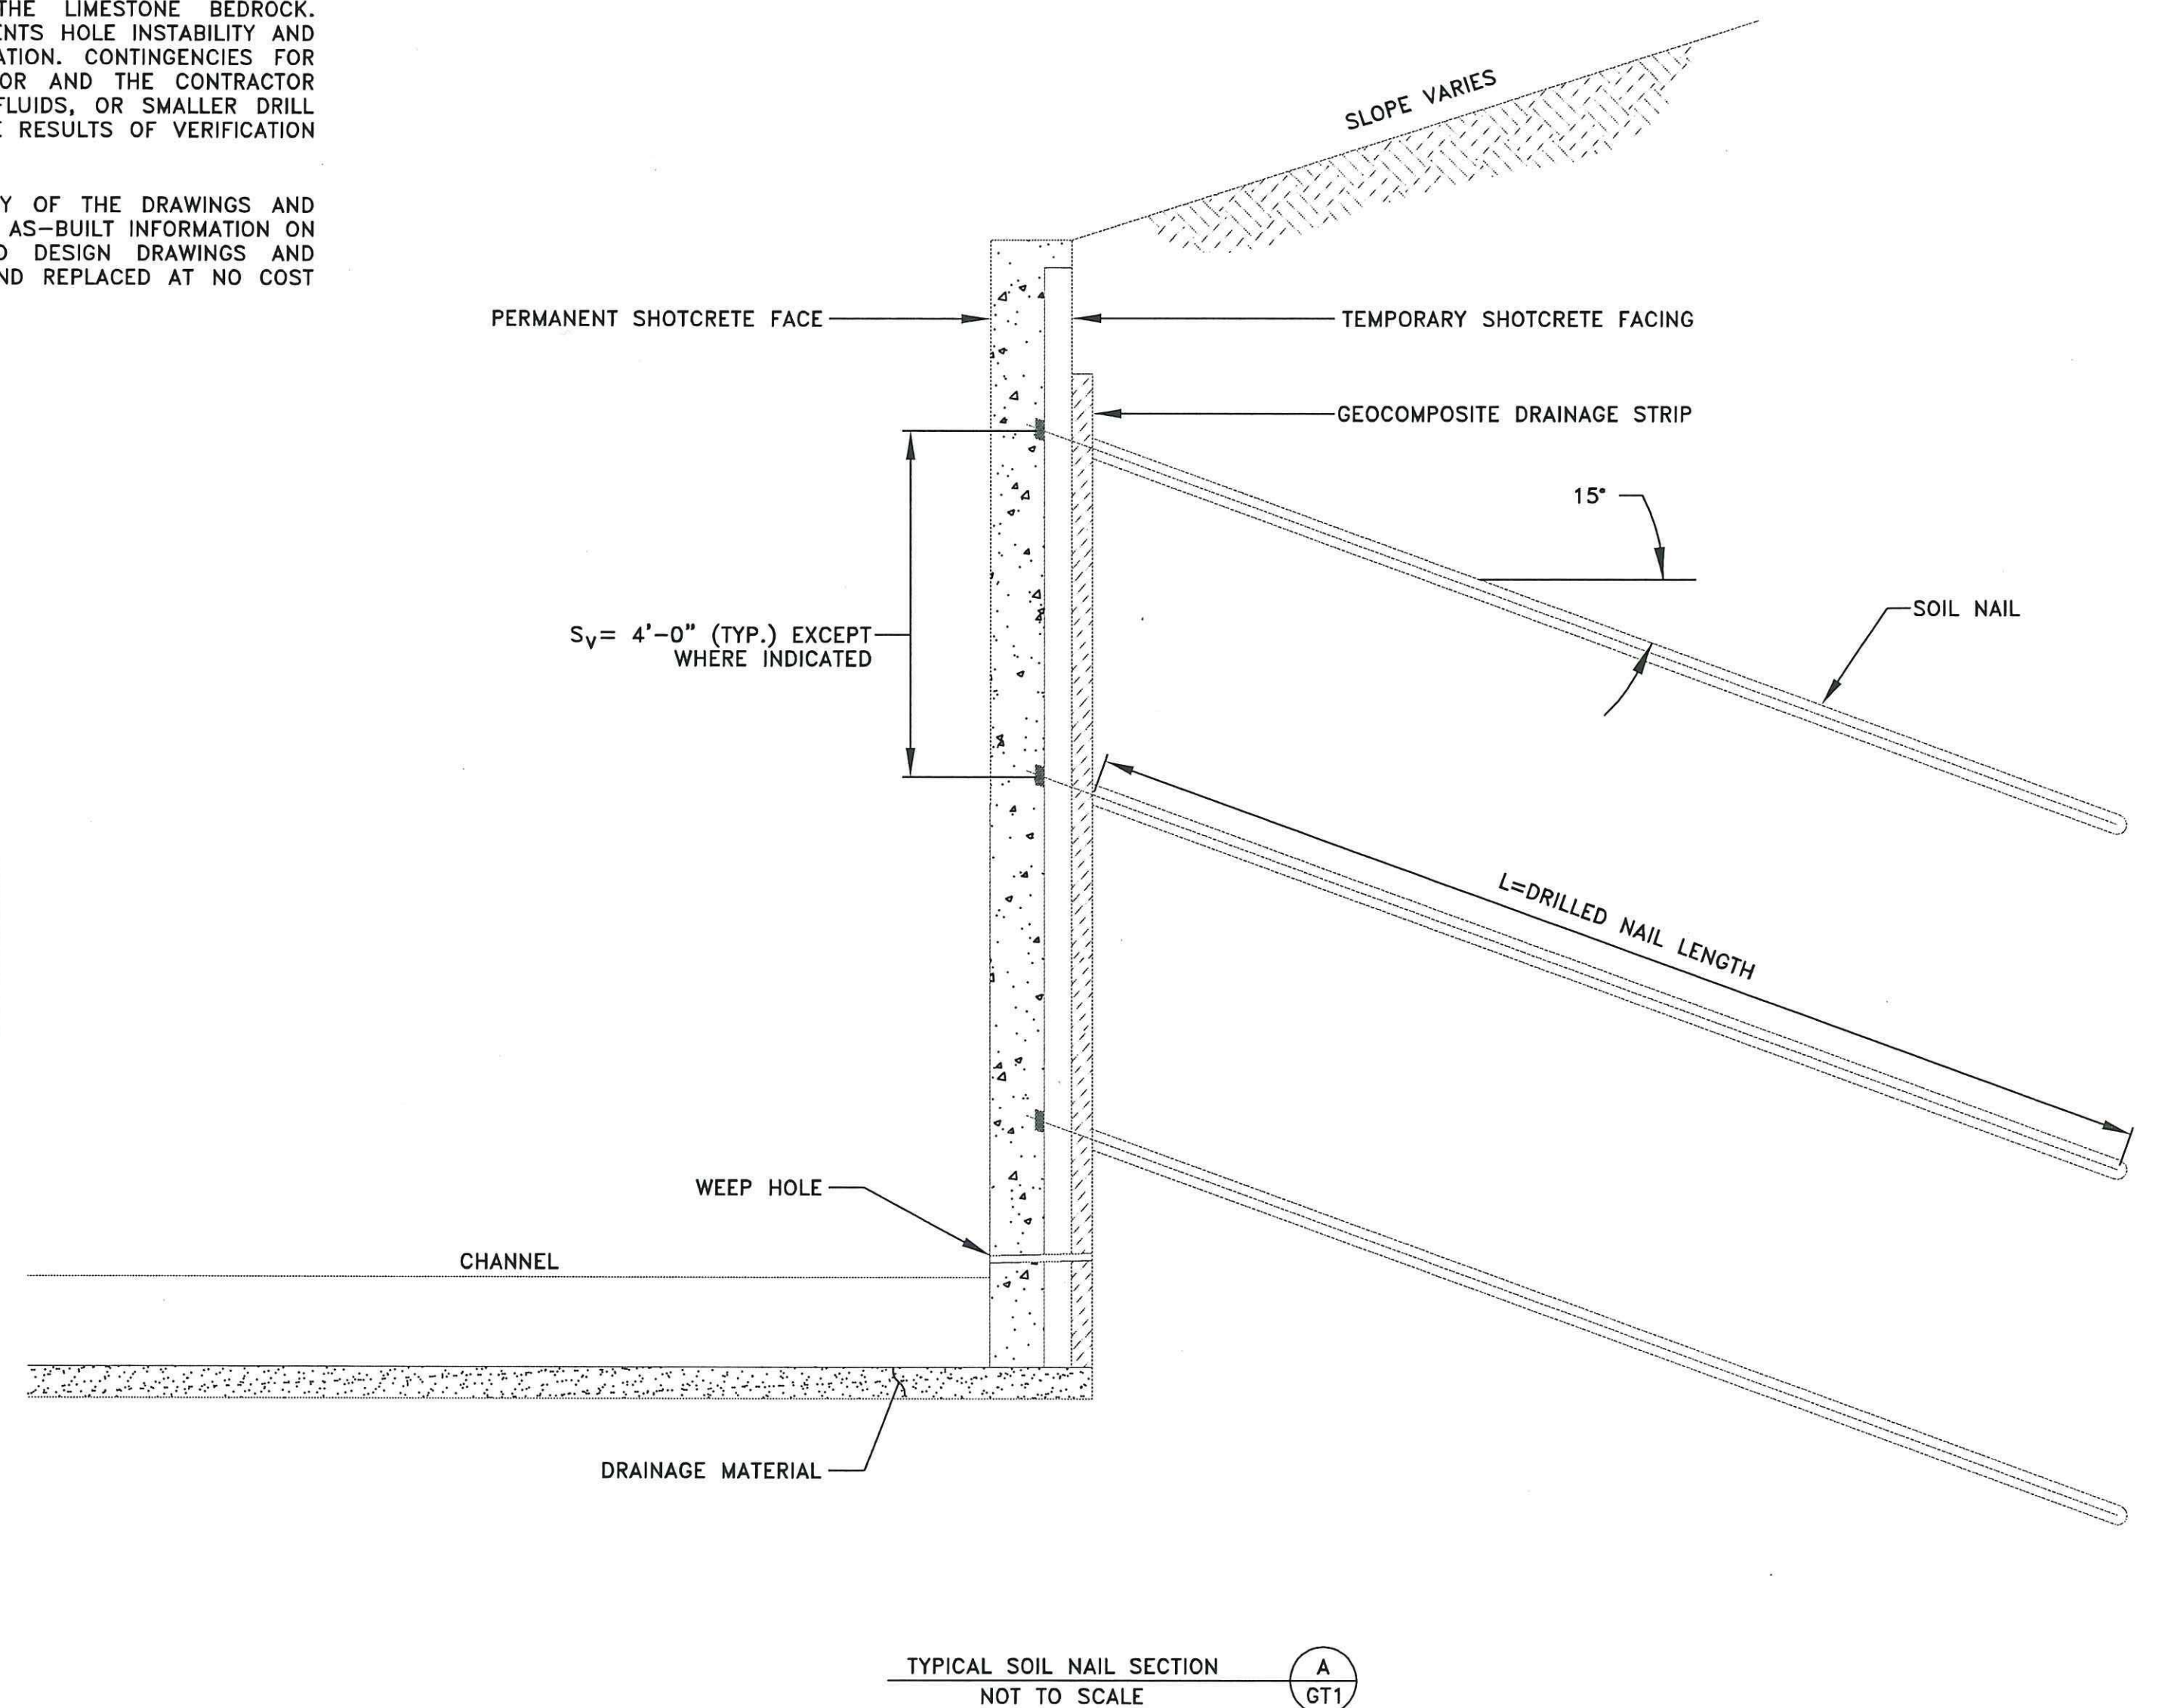 THE LIMESTONE BEDROCK.
HOLE INSTABILITY AND
CONTINGENCIES FOR
OR AND THE CONTRACTOR
FLUIDS, OR SMALLER DRILL
RESULTS OF VERIFICATION
OF THE DRAWINGS AND
AS-BUILT INFORMATION ON
DESIGN DRAWINGS AND
REPLACED AT NO COST
SLOPE VARIES
PERMANENT SHOTCRETE FACE
TEMPORARY SHOTCRETE FACING
GEOCOMPOSITE DRAINAGE STRIP
15°
SOIL NAIL
SV= 4'-0" (TYP.) EXCEPT
WHERE INDICATED
L=DRILLED NAIL LENGTH
WEEP HOLE
CHANNEL
DRAINAGE MATERIAL
TYPICAL SOIL NAIL SECTION
NOT TO SCALE
A
GT1